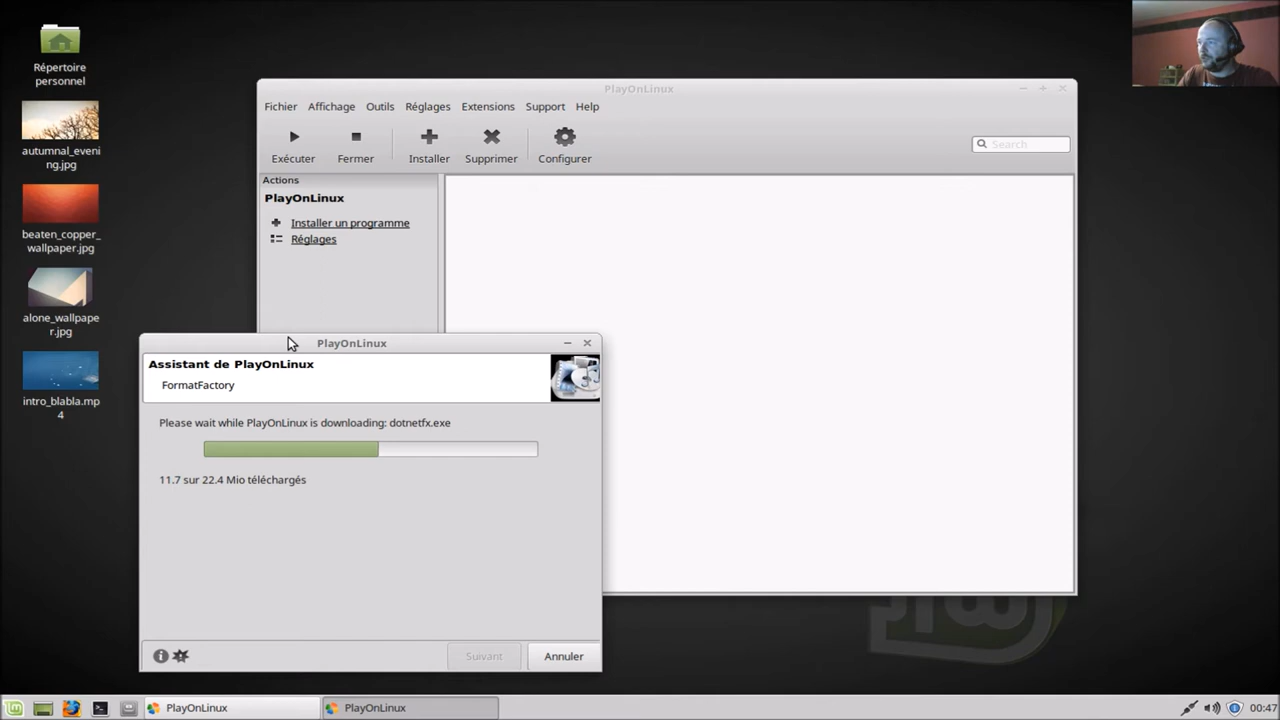 Répertoire
personnel
autumnal_eveni
ng.jpg
beaten_copper_
wallpaper.jpg
alone_wallpape
r.jpg
intro_blabla.mp
4
PlayOnLinux
Fichier Affichage Outils Réglages Extensions Support Help
Exécuter Fermer Installer Supprimer Configurer Search
Actions
PlayOnLinux
Installer un programme
Réglages
PlayOnLinux
Assistant de PlayOnLinux
FormatFactory
Please wait while PlayOnLinux is downloading: dotnetfx.exe
11.7 sur 22.4 Mio téléchargés
Suivant Annuler
PlayOnLinux PlayOnLinux 00:47